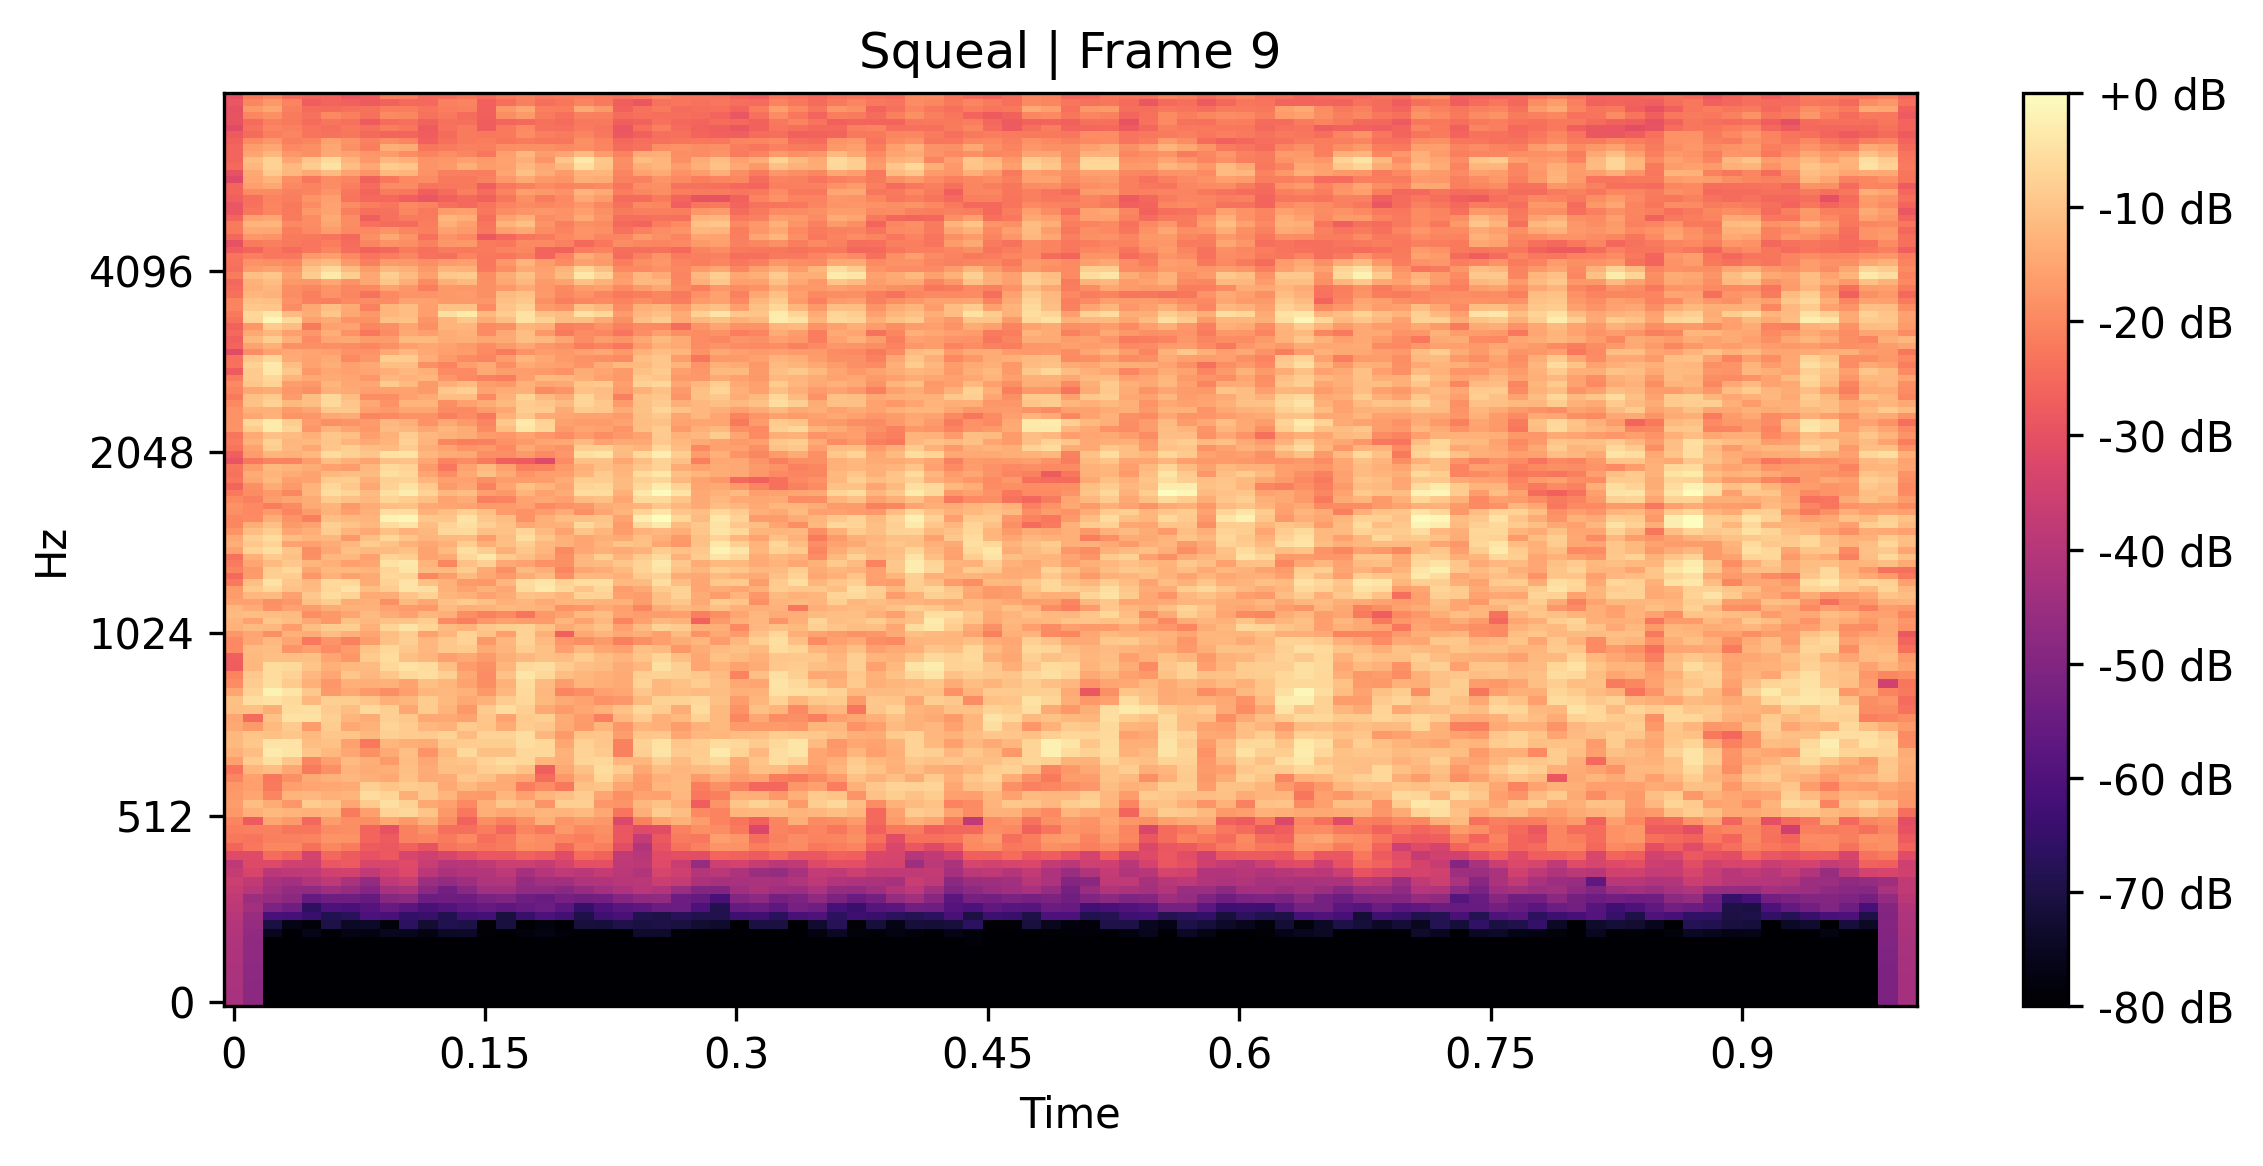 Squeal | Frame 9
+0 dB
-10 dB
-20 dB
-30 dB
-40 dB
-50 dB
-60 dB
-70 dB
-80 dB
Hz
4096
2048
1024
512
0
0 0.15 0.3 0.45 0.6 0.75 0.9
Time